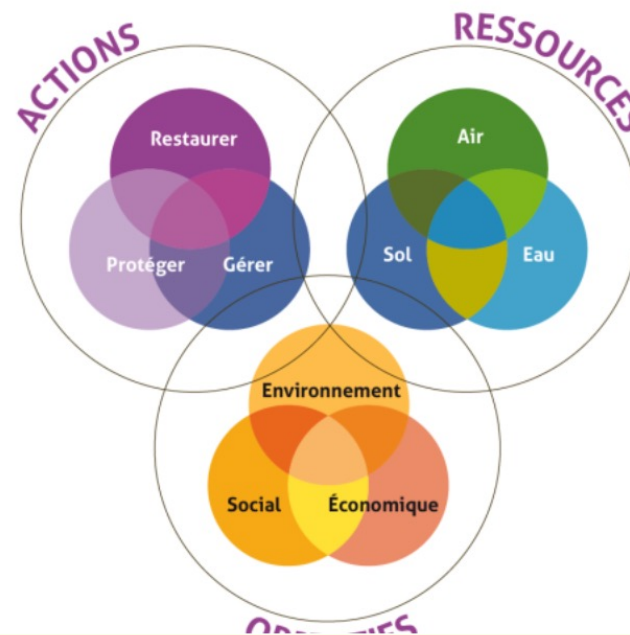 ACTIONS
RESSOURCES
Restaurer
Protéger
Gérer
Air
Sol
Eau
Environnement
Social
Économique